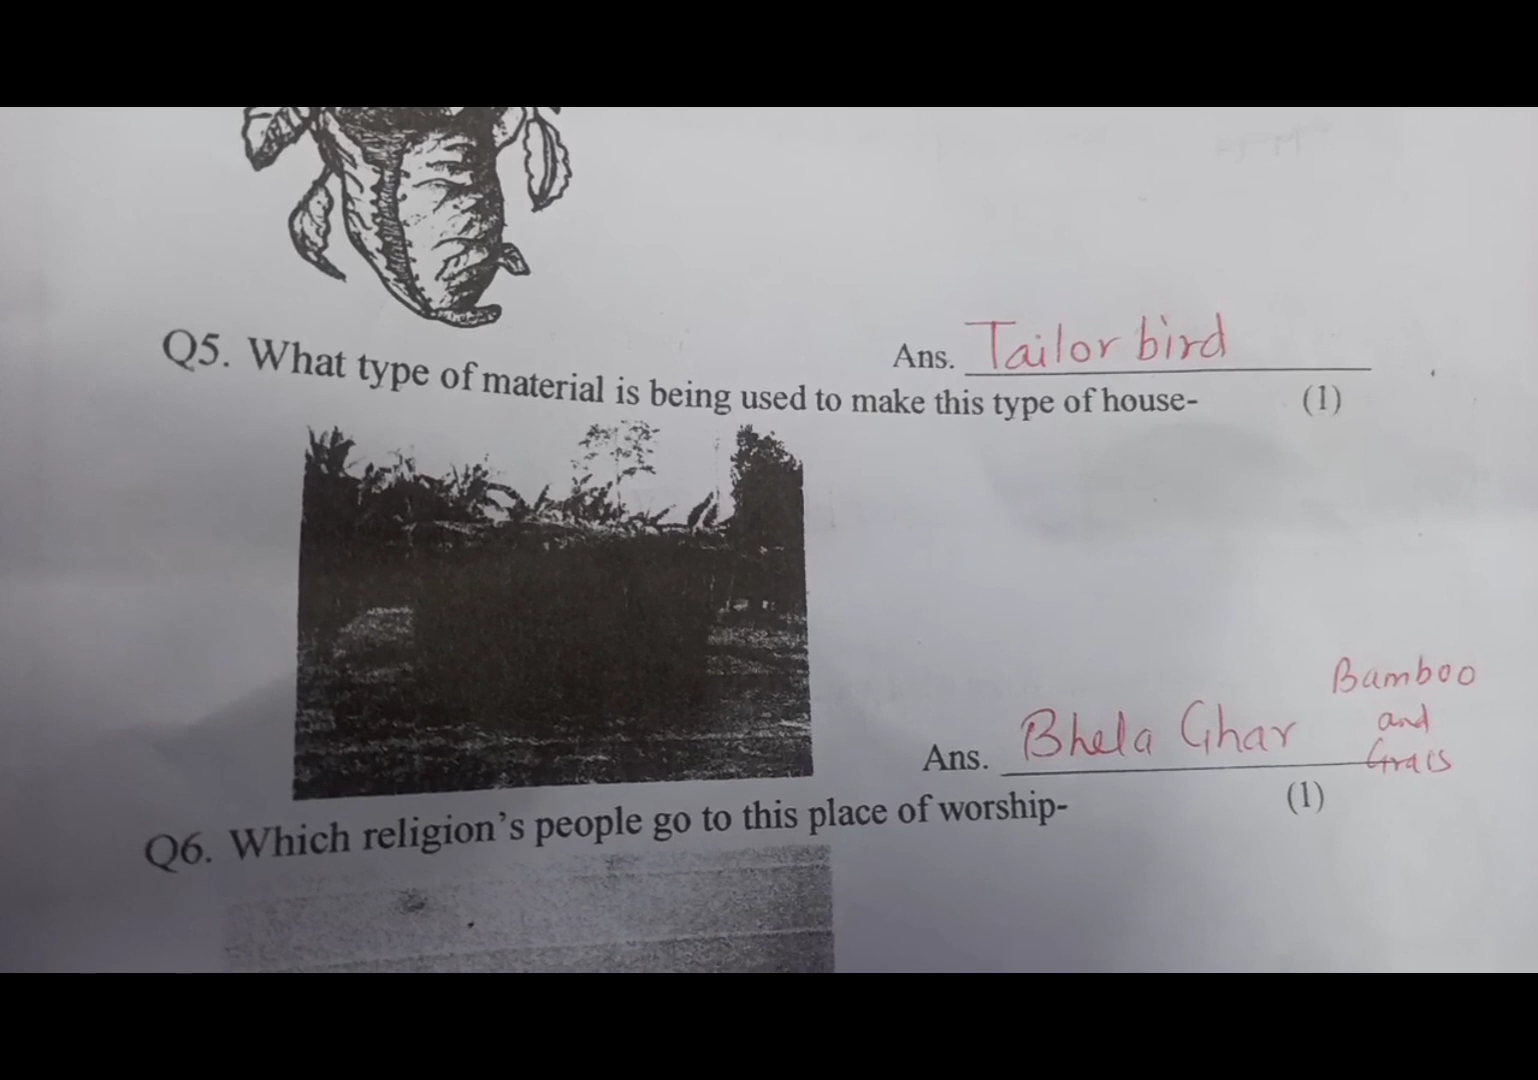 Ans. Tailor bird
Q5. What type of material is being used to make this type of house- (1)
Bamboo
and
Grass
Ans. Bhela Ghar
Q6. Which religion's people go to this place of worship- (1)